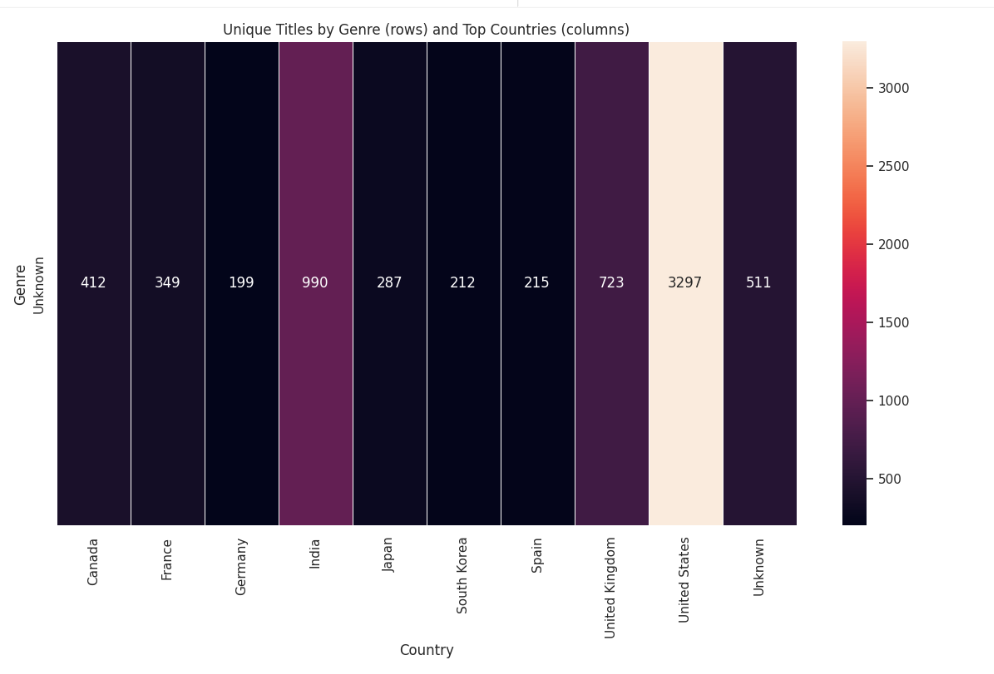 Unique Titles by Genre (rows) and Top Countries (columns)
Genre
Unknown
412 349 199 990 287 212 215 723 3297 511
Canada
France
Germany
India
Japan
South Korea
Spain
United Kingdom
United States
Unknown
Country
3000
2500
2000
1500
1000
500